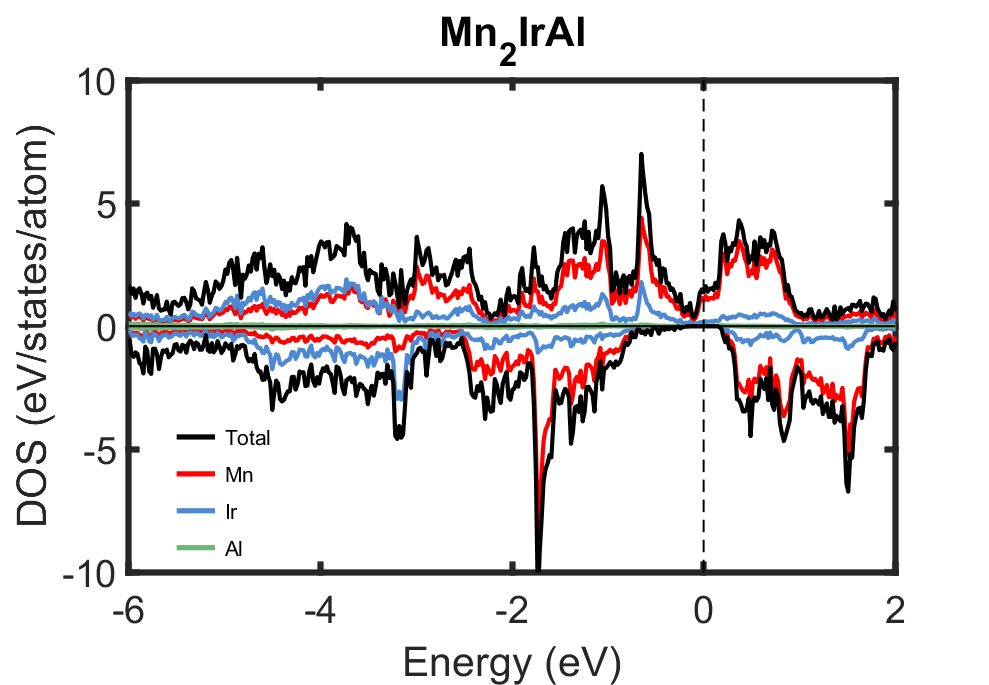 Mn2IrAl
10
5
0
-5
-10
DOS (eV/states/atom)
Total
Mn
Ir
Al
-6 -4 -2 0 2
Energy (eV)